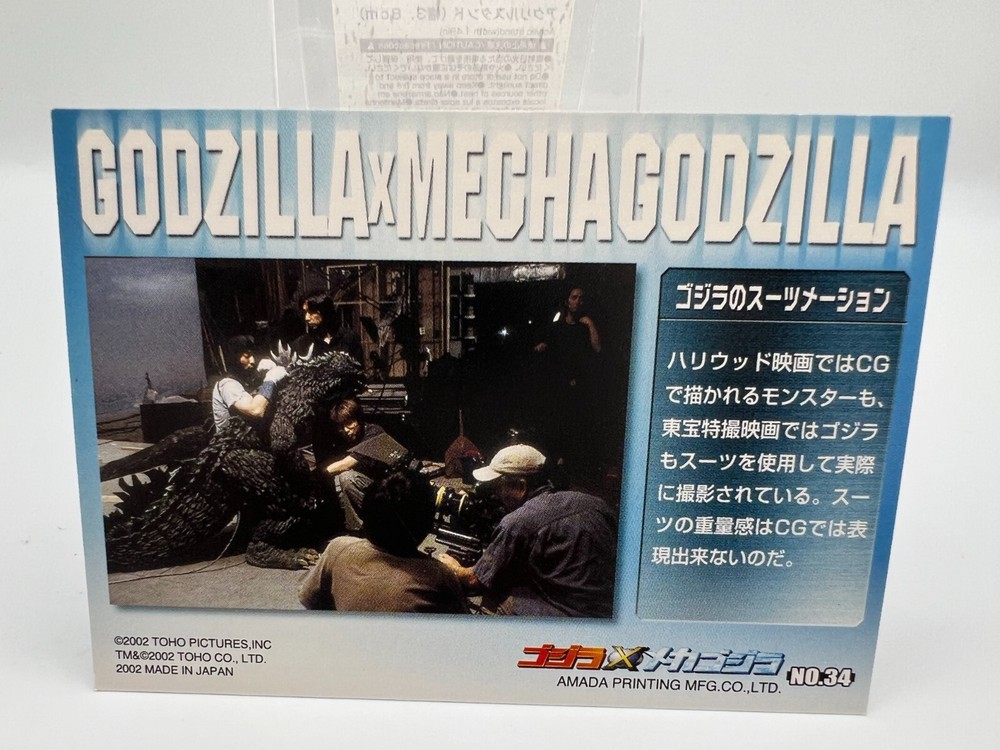 GODZILLA X MECHAGODZILLA
ゴジラのスーツメーション
ハリウッド映画ではCG
で描かれるモンスターも、
東宝特撮映画ではゴジラ
もスーツを使用して実際
に撮影されている。スー
ツの重量感はCGでは表
現出来ないのだ。
©2002 TOHO PICTURES,INC
TM&©2002 TOHO CO., LTD.
2002 MADE IN JAPAN
ゴジラXメカゴジラ
AMADA PRINTING MFG.CO.,LTD.
NO.34